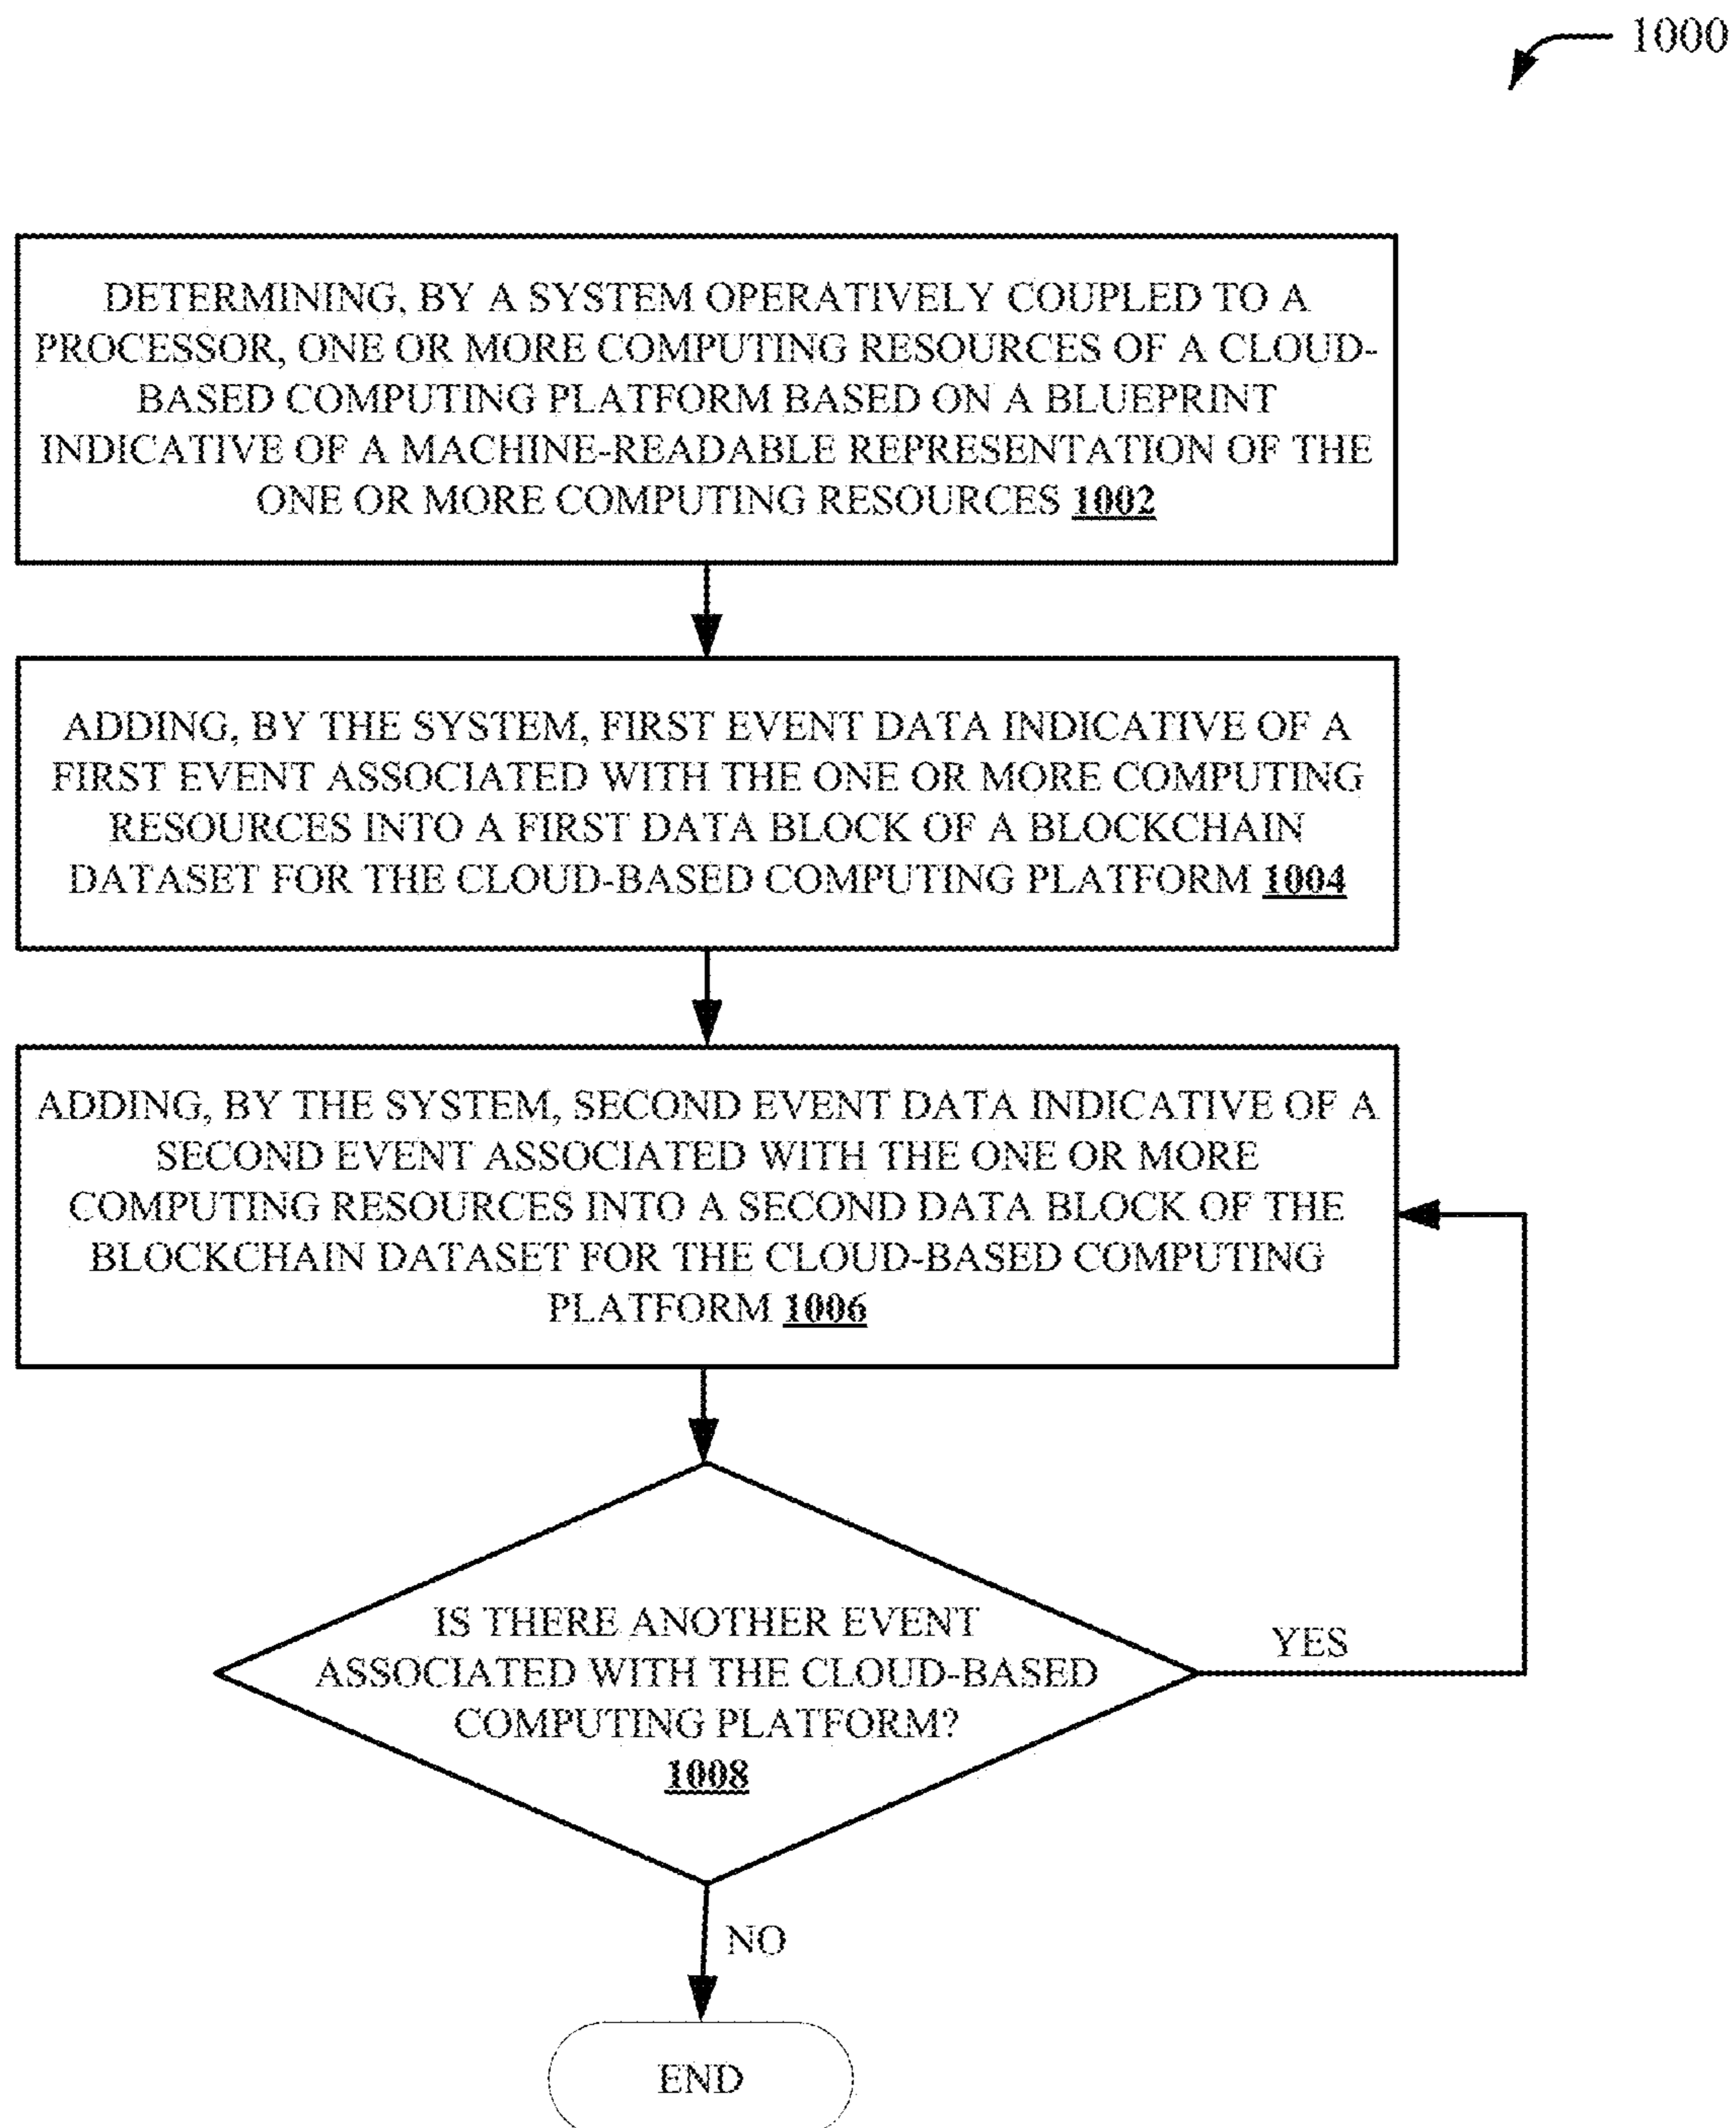 1000
DETERMINING, BY A SYSTEM OPERATIVELY COUPLED TO A
PROCESSOR, ONE OR MORE COMPUTING RESOURCES OF A CLOUD-
BASED COMPUTING PLATFORM BASED ON A BLUEPRINT
INDICATIVE OF A MACHINE-READABLE REPRESENTATION OF THE
ONE OR MORE COMPUTING RESOURCES 1002
ADDING, BY THE SYSTEM, FIRST EVENT DATA INDICATIVE OF A
FIRST EVENT ASSOCIATED WITH THE ONE OR MORE COMPUTING
RESOURCES INTO A FIRST DATA BLOCK OF A BLOCKCHAIN
DATASET FOR THE CLOUD-BASED COMPUTING PLATFORM 1004
ADDING, BY THE SYSTEM, SECOND EVENT DATA INDICATIVE OF A
SECOND EVENT ASSOCIATED WITH THE ONE OR MORE
COMPUTING RESOURCES INTO A SECOND DATA BLOCK OF THE
BLOCKCHAIN DATASET FOR THE CLOUD-BASED COMPUTING
PLATFORM 1006
IS THERE ANOTHER EVENT
ASSOCIATED WITH THE CLOUD-BASED
COMPUTING PLATFORM?
1008
YES
NO
END